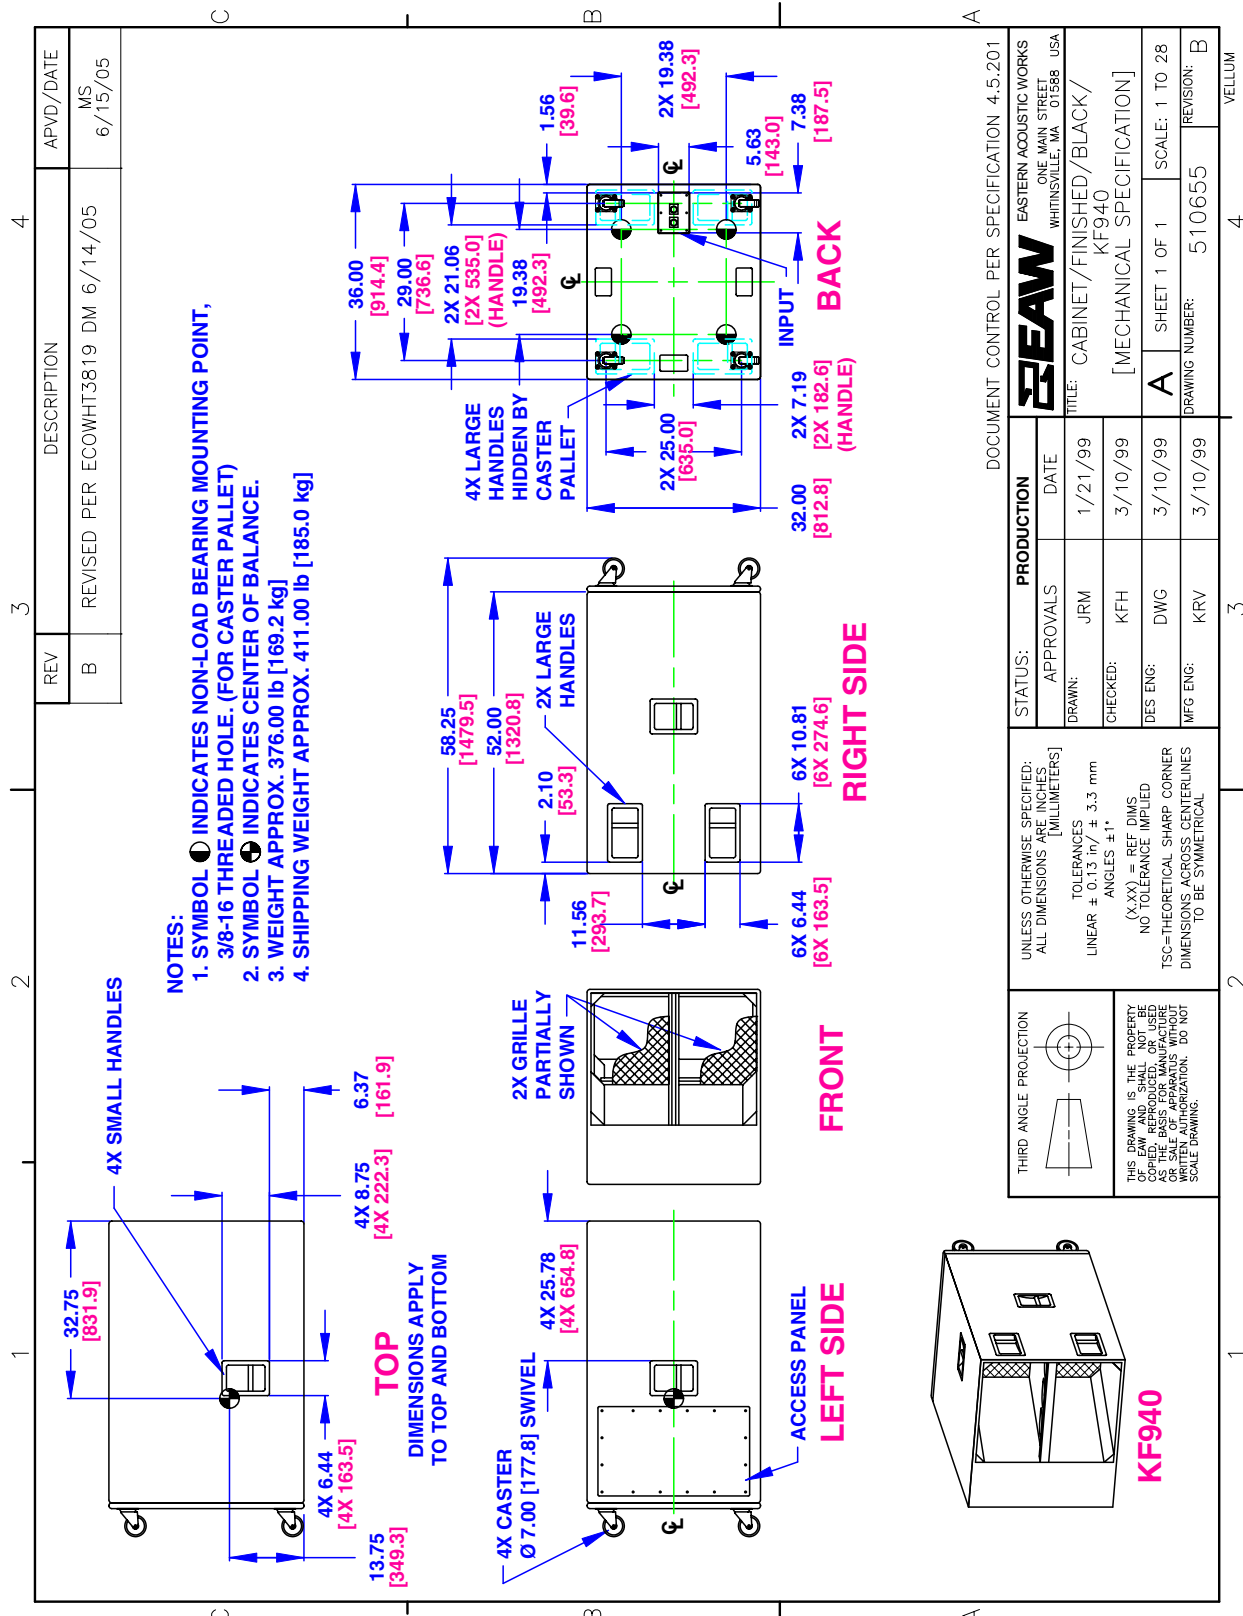 1
2
3
4
C
B
A
REV
DESCRIPTION
APVD/DATE
B
REVISED PER ECOWHT3819 DM 6/14/05
MS
6/15/05
NOTES:
1. SYMBOL INDICATES NON-LOAD BEARING MOUNTING POINT,
3/8-16 THREADED HOLE. (FOR CASTER PALLET)
2. SYMBOL INDICATES CENTER OF BALANCE.
3. WEIGHT APPROX. 376.00 lb [169.2 kg]
4. SHIPPING WEIGHT APPROX. 411.00 lb [185.0 kg]
32.75
[831.9]
4X SMALL HANDLES
4X 6.44
[4X 163.5]
13.75
[349.3]
4X 8.75
[4X 222.3]
6.37
[161.9]
TOP
DIMENSIONS APPLY
TO TOP AND BOTTOM
4X CASTER
Ø 7.00 [177.8] SWIVEL
4X 25.78
[4X 654.8]
ACCESS PANEL
LEFT SIDE
2X GRILLE
PARTIALLY
SHOWN
FRONT
58.25
[1479.5]
52.00
[1320.8]
2.10
[53.3]
2X LARGE
HANDLES
11.56
[293.7]
6X 6.44
[6X 163.5]
6X 10.81
[6X 274.6]
RIGHT SIDE
36.00
[914.4]
29.00
[736.6]
2X 21.06
[2X 535.0]
(HANDLE)
19.38
[492.3]
1.56
[39.6]
2X 19.38
[492.3]
4X LARGE
HANDLES
HIDDEN BY
CASTER
PALLET
2X 25.00
[635.0]
32.00
[812.8]
2X 7.19
[2X 182.6]
(HANDLE)
INPUT
5.63
[143.0]
7.38
[187.5]
BACK
KF940
DOCUMENT CONTROL PER SPECIFICATION 4.5.201
THIRD ANGLE PROJECTION
THIS DRAWING IS THE PROPERTY
OF EAW AND SHALL NOT BE
COPIED, REPRODUCED, OR USED
AS THE BASIS FOR MANUFACTURE
OR SALE OF APPARATUS WITHOUT
WRITTEN AUTHORIZATION. DO NOT
SCALE DRAWING.
UNLESS OTHERWISE SPECIFIED:
ALL DIMENSIONS ARE INCHES
[MILLIMETERS]
TOLERANCES
LINEAR ± 0.13 in/ ± 3.3 mm
ANGLES ±1°
(X.XX) = REF DIMS
NO TOLERANCE IMPLIED
TSC=THEORETICAL SHARP CORNER
DIMENSIONS ACROSS CENTERLINES
TO BE SYMMETRICAL
STATUS: PRODUCTION
APPROVALS
DATE
DRAWN: JRM 1/21/99
CHECKED: KFH 3/10/99
DES ENG: DWG 3/10/99
MFG ENG: KRV 3/10/99
EAW
EASTERN ACOUSTIC WORKS
ONE MAIN STREET
WHITINSVILLE, MA 01588 USA
TITLE: CABINET/FINISHED/BLACK/
KF940
[MECHANICAL SPECIFICATION]
A
SHEET 1 OF 1
SCALE: 1 TO 28
DRAWING NUMBER: 510655
REVISION: B
VELLUM
1
2
3
4
C
B
A